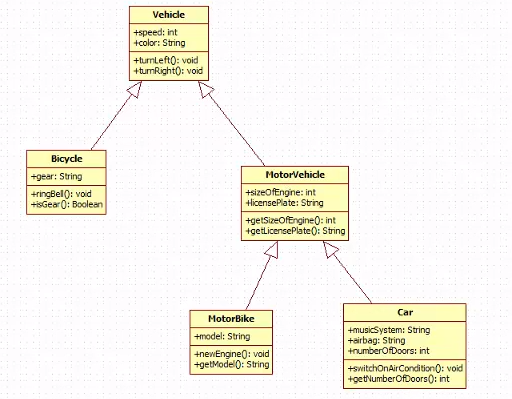 Vehicle
+speed: int
+color: String
+turnLeft(): void
+turnRight(): void
Bicycle
+gear: String
+ringBell(): void
+isGear(): Boolean
MotorVehicle
+sizeOfEngine: int
+licensePlate: String
+getSizeOfEngine(): int
+getLicensePlate(): String
MotorBike
+model: String
+newEngine(): void
+getModel(): String
Car
+musicSystem: String
+airbag: String
+numberOfDoors: int
+switchOnAirCondition(): void
+getNumberOfDoors(): int